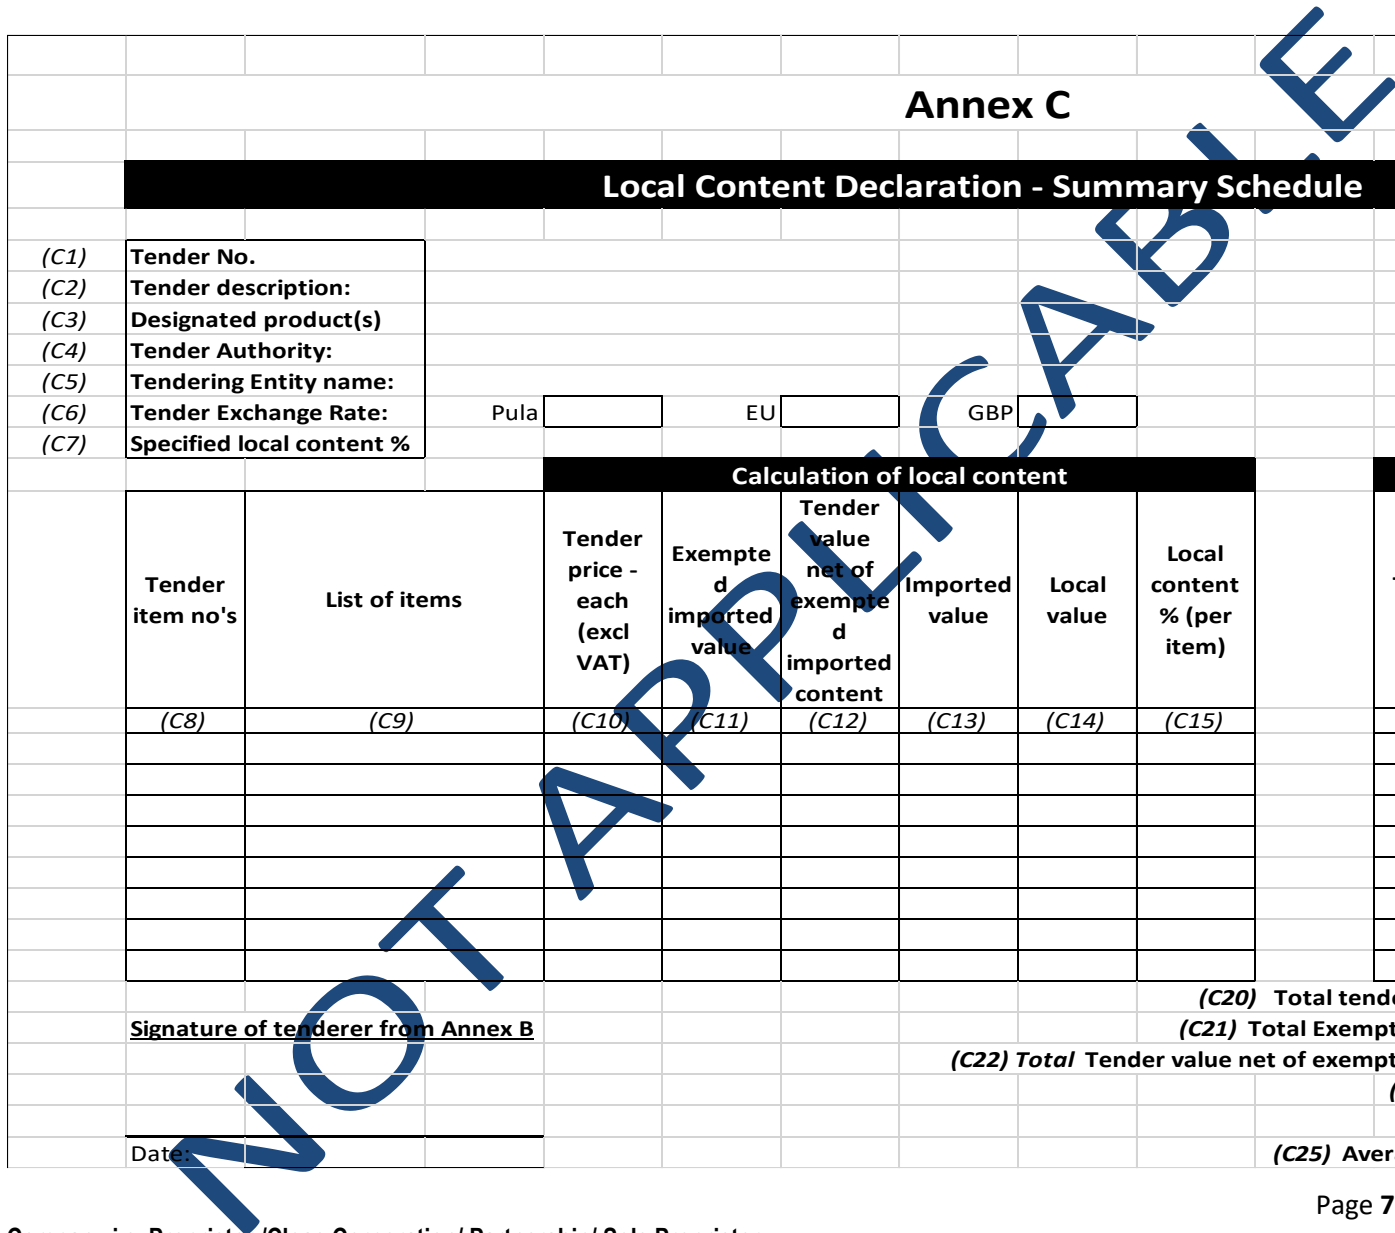 Annex C
Local Content Declaration - Summary Schedule
(C1) Tender No.
(C2) Tender description:
(C3) Designated product(s)
(C4) Tender Authority:
(C5) Tendering Entity name:
(C6) Tender Exchange Rate: Pula EU GBP
(C7) Specified local content %
Calculation of local content
Tender
item no's
List of items
Tender
price -
each
(excl
VAT)
Exempte
d
imported
value
Tender
value
net of
exempte
d
imported
content
Imported
value
Local
value
Local
content
% (per
item)
(C8) (C9) (C10) (C11) (C12) (C13) (C14) (C15)
(C20) Total tende
Signature of tenderer from Annex B
(C21) Total Exempt
(C22) Total Tender value net of exempt
Date:
(C25) Aver
Page 7
NOT APPLICABLE